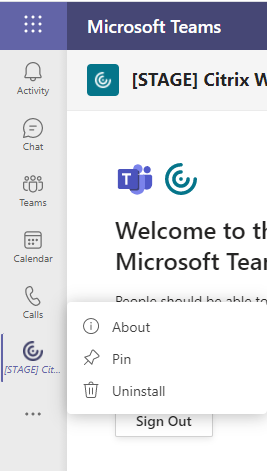 Microsoft Teams
[STAGE] Citrix W
Activity
Chat
Teams
Calendar
Calls
[STAGE] Cit...
Welcome to th
Microsoft Tean
People should be able to
About
Pin
Uninstall
Sign Out